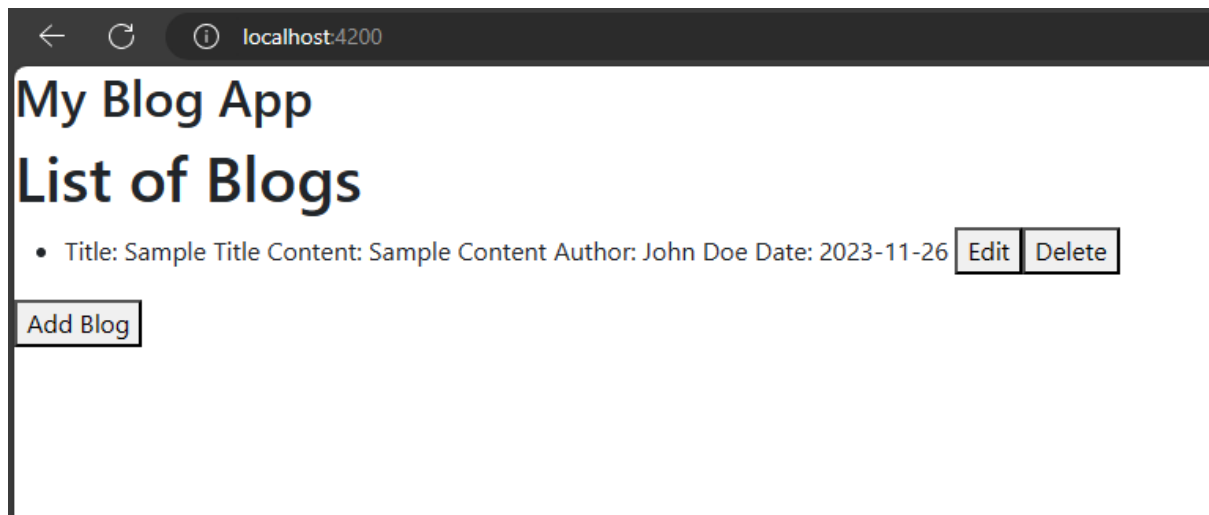 localhost:4200
My Blog App
List of Blogs
Title: Sample Title Content: Sample Content Author: John Doe Date: 2023-11-26 Edit Delete
Add Blog